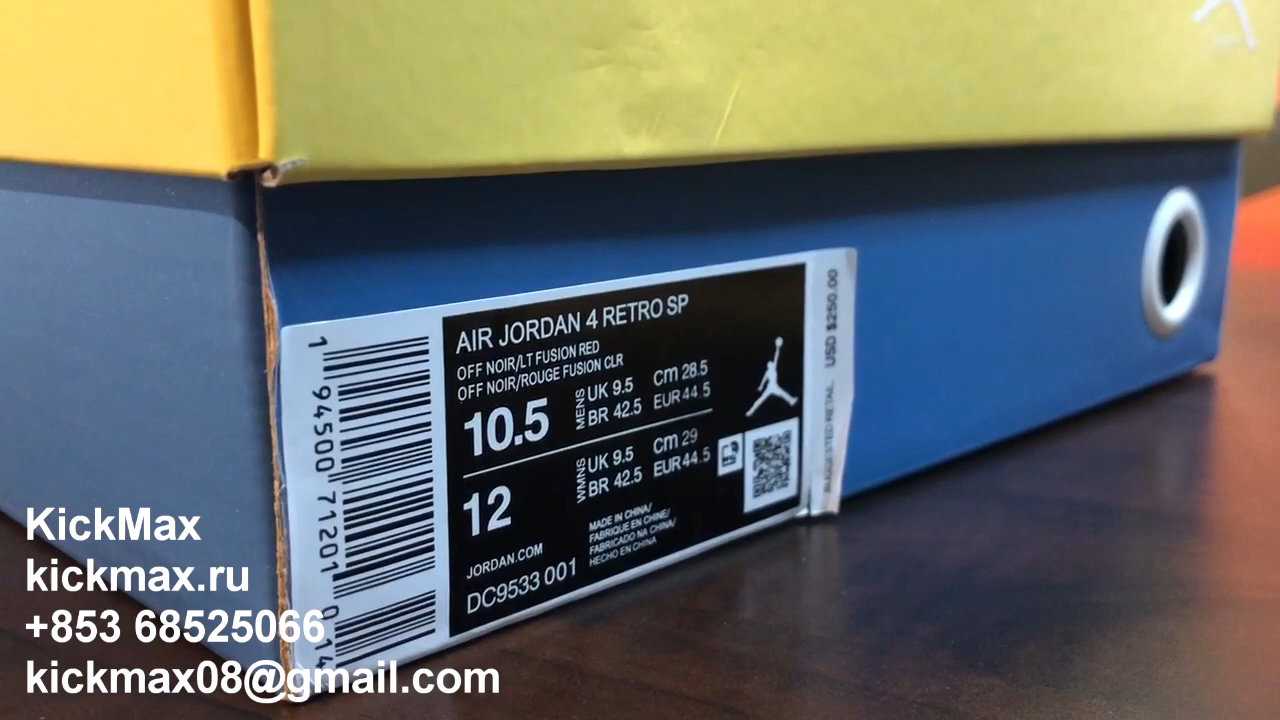 AIR JORDAN 4 RETRO SP
OFF NOIR/LT FUSION RED
OFF NOIR/ROUGE FUSION CLR
10.5 MENS UK 9.5 cm 28.5
BR 42.5 EUR 44.5
12 WMNS UK 9.5 cm 29
BR 42.5 EUR 44.5
JORDAN.COM
DC9533 001
MADE IN CHINA/
FABRIQUE EN CHINE/
FABRICADO NA CHINA/
HECHO EN CHINA
SUGGESTED RETAIL USD $250.00
1 94500 71201 0 14
KickMax
kickmax.ru
+853 68525066
kickmax08@gmail.com